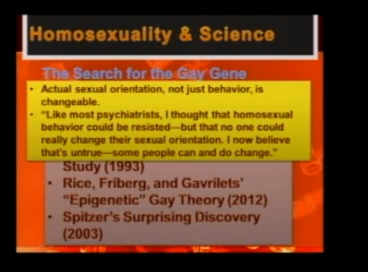 Homosexuality & Science
The Search for the Gay Gene
• Actual sexual orientation, not just behavior, is
changeable.
• "Like most psychiatrists, I thought that homosexual
behavior could be resisted—but that no one could
really change their sexual orientation. I now believe
that's untrue—some people can and do change."
Study (1993)
• Rice, Friberg, and Gavrilets'
"Epigenetic" Gay Theory (2012)
• Spitzer's Surprising Discovery
(2003)